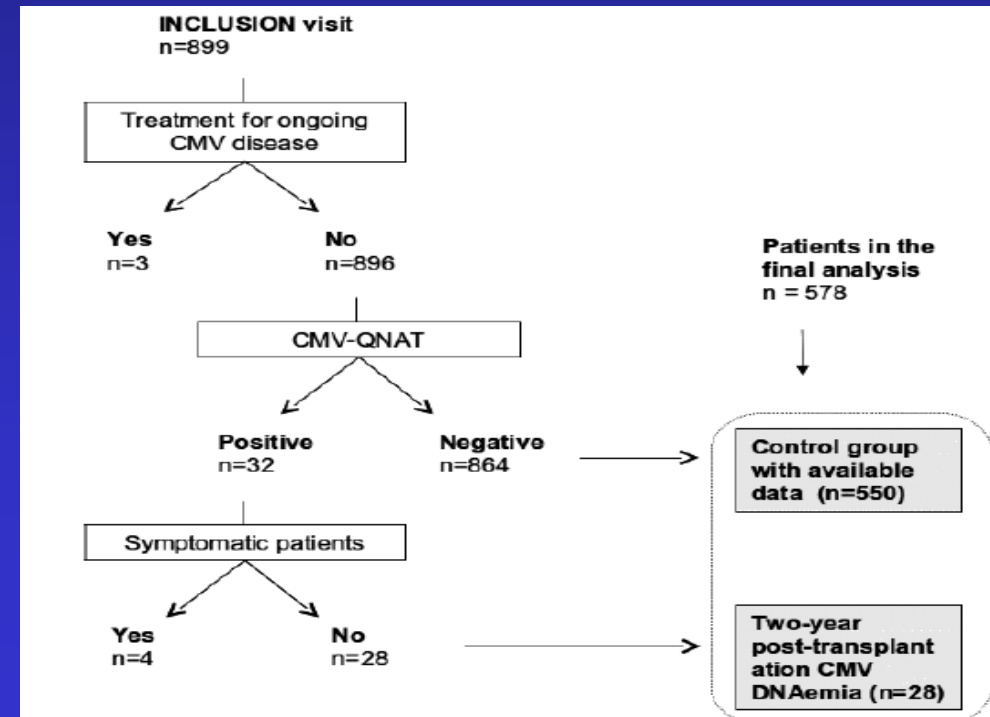 INCLUSION visit
n=899
Treatment for ongoing
CMV disease
Yes
n=3
No
n=896
CMV-QNAT
Positive
n=32
Negative
n=864
Symptomatic patients
Yes
n=4
No
n=28
Patients in the
final analysis
n = 578
Control group
with available
data (n=550)
Two-year
post-transplant
ation CMV
DNAemia (n=28)